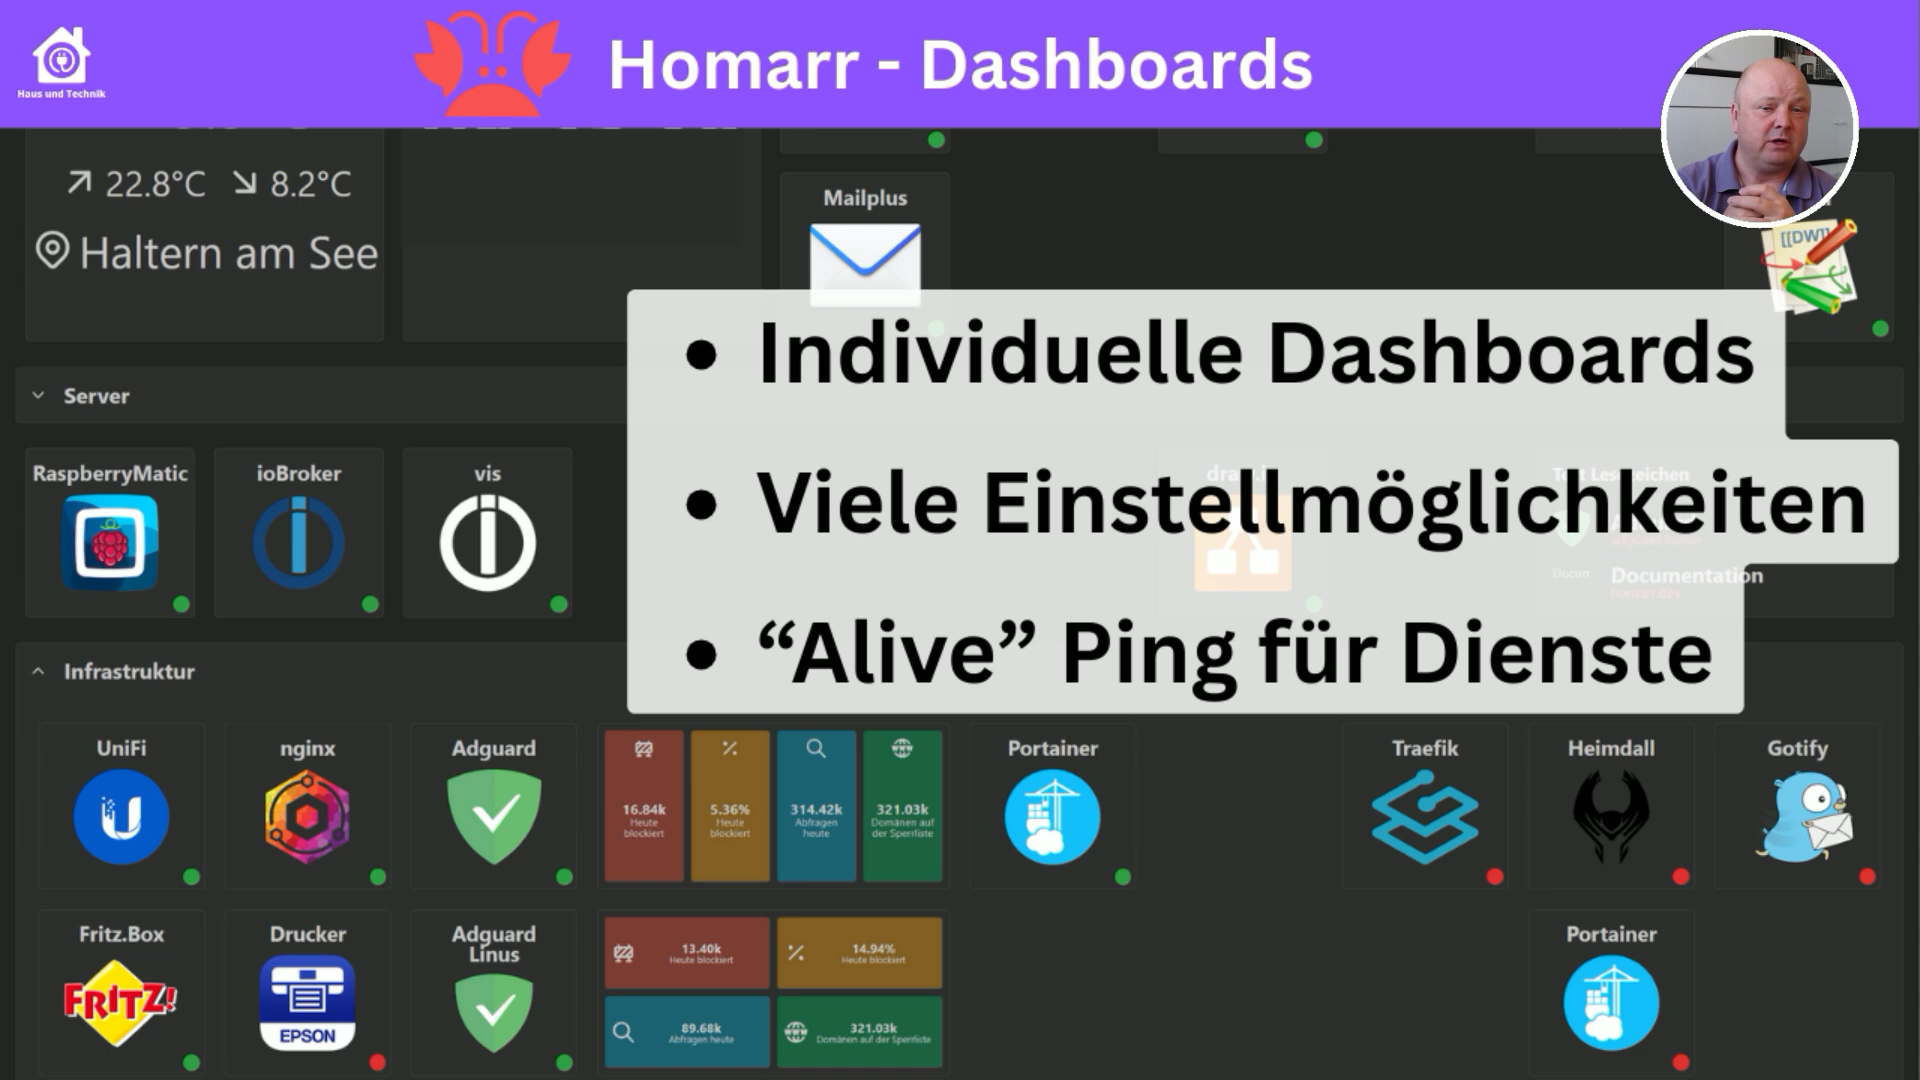 Haus und Technik
Homarr - Dashboards
22.8°C 8.2°C
Haltern am See
Mailplus
[[DW]]
• Individuelle Dashboards
• Viele Einstellmöglichkeiten
• “Alive” Ping für Dienste
Server
RaspberryMatic
ioBroker
vis
Documentation
homarr.dev
Infrastruktur
UniFi
nginx
Adguard
16.84k
Heute
blockiert
5.36%
Heute
blockiert
314.42k
Abfragen
heute
321.03k
Domänen auf
der Sperrliste
Portainer
Traefik
Heimdall
Gotify
Fritz.Box
FRITZ!
Drucker
EPSON
Adguard
Linus
13.40k
Heute blockiert
14.94%
Heute blockiert
89.68k
Abfragen heute
321.03k
Domänen auf der Sperrliste
Portainer